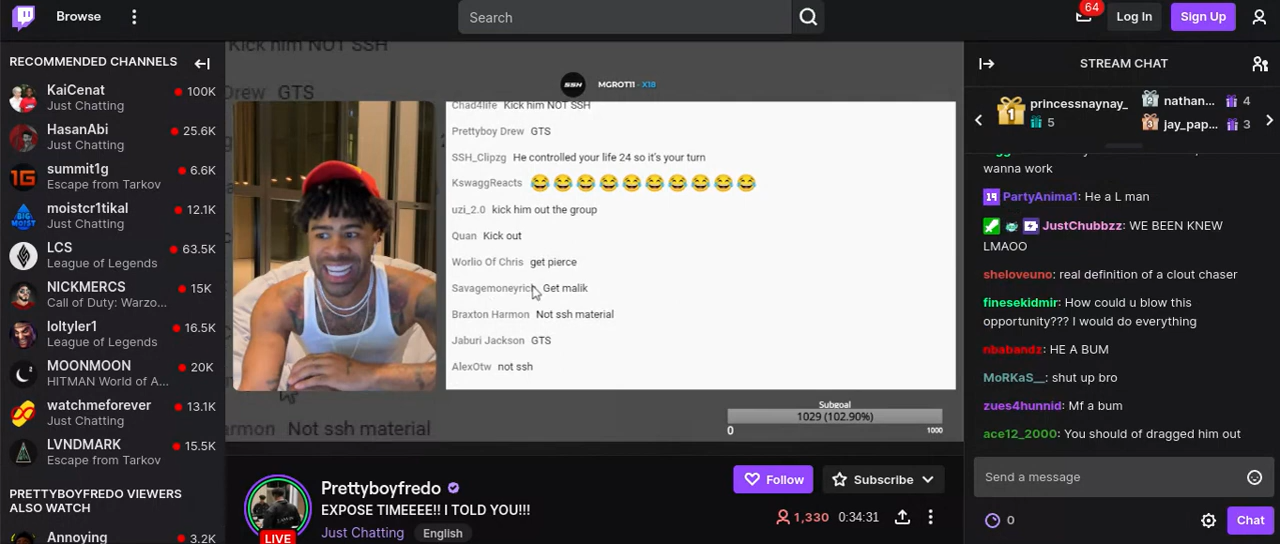 Browse
Search
64
Log In
Sign Up
RECOMMENDED CHANNELS
KaiCenat
100K
Just Chatting
HasanAbi
25.6K
Just Chatting
summit1g
6.6K
Escape from Tarkov
moistcr1tikal
12.1K
Just Chatting
LCS
63.5K
League of Legends
NICKMERCS
15K
Call of Duty: Warzo...
loltyler1
16.5K
League of Legends
MOONMOON
20K
HITMAN World of A...
watchmeforever
13.1K
Just Chatting
LVNDMARK
15.5K
Escape from Tarkov
PRETTYBOYFREDO VIEWERS
ALSO WATCH
Annoying
3.2K
Kick him NOT SSH
Drew GTS
SSH MGROT11 - X18
Chad4life Kick him NOT SSH
Prettyboy Drew GTS
SSH_Clipzg He controlled your life 24 so it's your turn
KswaggReacts 😂😂😂😂😂😂😂😂😂😂
uzi_2.0 kick him out the group
Quan Kick out
Worlio Of Chris get pierce
Savagemoneyrich Get malik
Braxton Harmon Not ssh material
Jaburi Jackson GTS
AlexOtw not ssh
armon Not ssh material
Subgoal
1029 (102.90%)
0 1000
LIVE
Prettyboyfredo
EXPOSE TIMEEEE!! I TOLD YOU!!!
Just Chatting English
Follow
Subscribe
1,330
0:34:31
STREAM CHAT
1 princessnaynay_
5
2 nathan... 4
3 jay_pap... 3
wanna work
PartyAnima1: He a L man
JustChubbzz: WE BEEN KNEW
LMAOO
sheloveuno: real definition of a clout chaser
finesekidmir: How could u blow this
opportunity??? I would do everything
nbabandz: HE A BUM
MoRKaS__: shut up bro
zues4hunnid: Mf a bum
ace12_2000: You should of dragged him out
Send a message
0
Chat